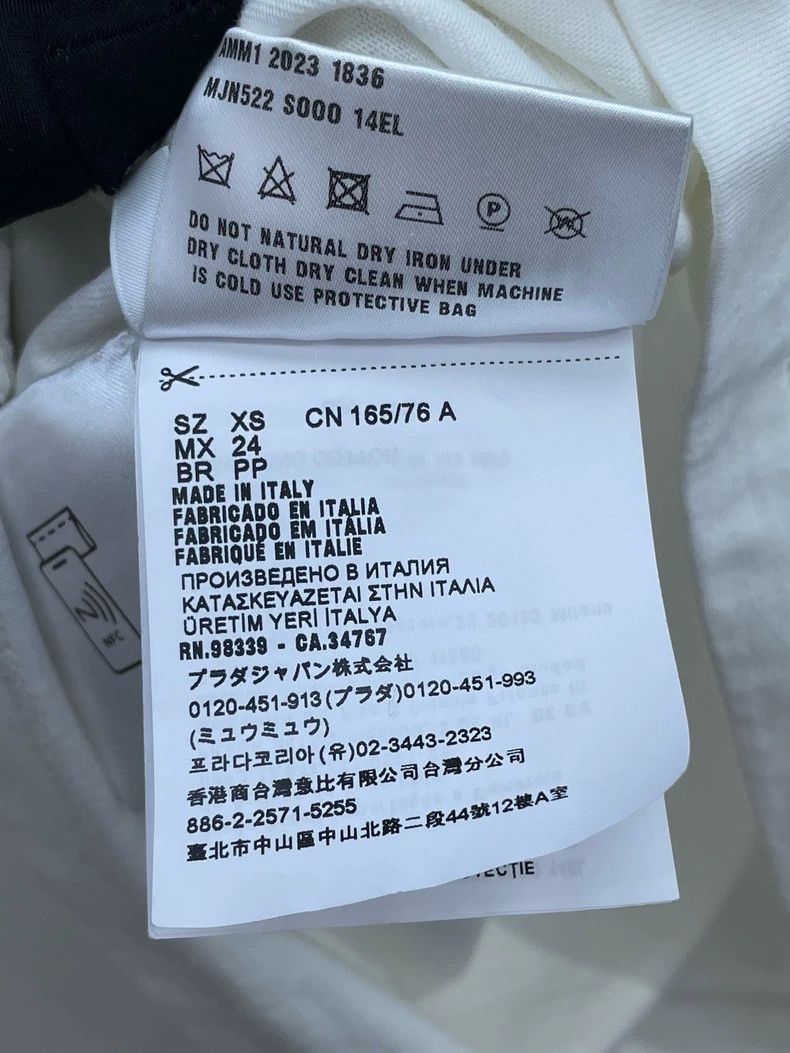 AMM1 2023 1836
MJN522 S000 14EL
P
W
DO NOT NATURAL DRY IRON UNDER
DRY CLOTH DRY CLEAN WHEN MACHINE
IS COLD USE PROTECTIVE BAG
SZ XS CN 165/76 A
MX 24
BR PP
MADE IN ITALY
FABRICADO EN ITALIA
FABRICADO EM ITÁLIA
FABRIQUÉ EN ITALIE
ПРОИЗВЕДЕНО В ИТАЛИЯ
ΚΑΤΑΣΚΕΥΑΖΕΤΑΙ ΣΤΗΝ ΙΤΑΛΙΑ
ÜRETİM YERİ İTALYA
RN.98339 - CA.34767
プラダジャパン株式会社
0120-451-913(プラダ)0120-451-993
(ミュウミュウ)
프라다코리아(유)02-3443-2323
香港商台灣意比有限公司台灣分公司
886-2-2571-5255
臺北市中山區中山北路二段44號12樓A室
NFC